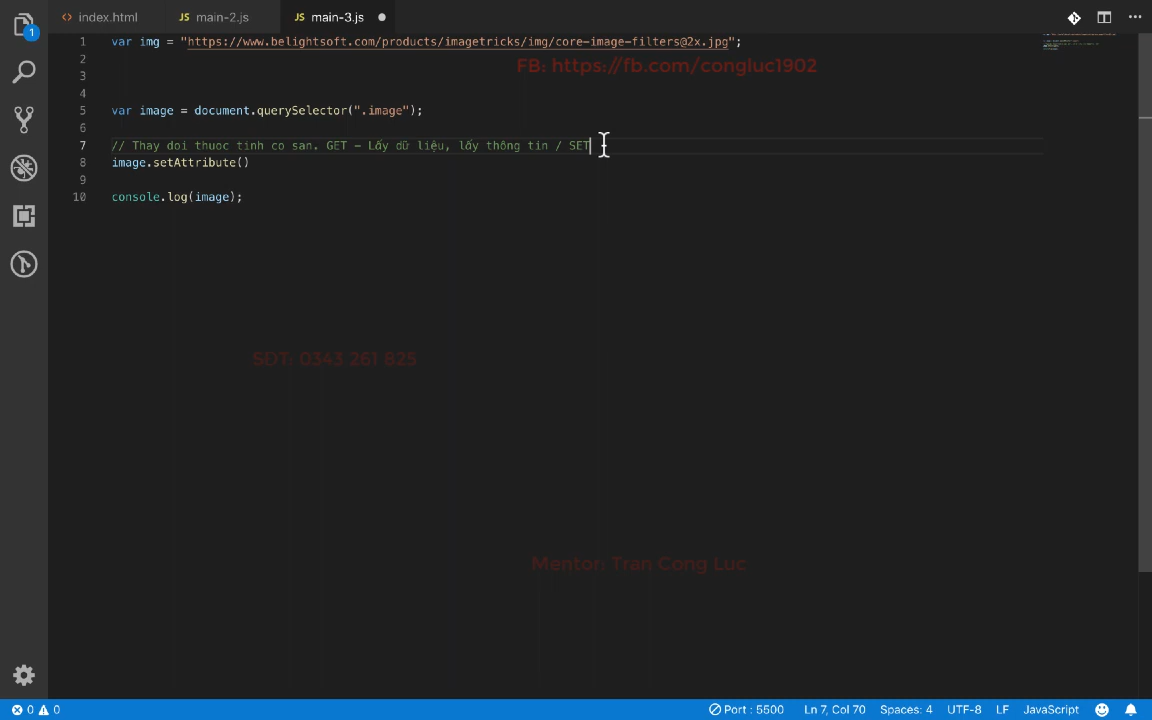 index.html
JS main-2.js
JS main-3.js
1
1 var img = "https://www.belightsoft.com/products/imagetricks/img/core-image-filters@2x.jpg";
2
FB: https://fb.com/congluc1902
3
4
5 var image = document.querySelector(".image");
6
7 // Thay doi thuoc tinh co san. GET - Lấy dữ liệu, lấy thông tin / SET
8 image.setAttribute()
9
10 console.log(image);
SDT: 0343 261 825
Mentor: Tran Cong Luc
0 0
Port : 5500 Ln 7, Col 70 Spaces: 4 UTF-8 LF JavaScript